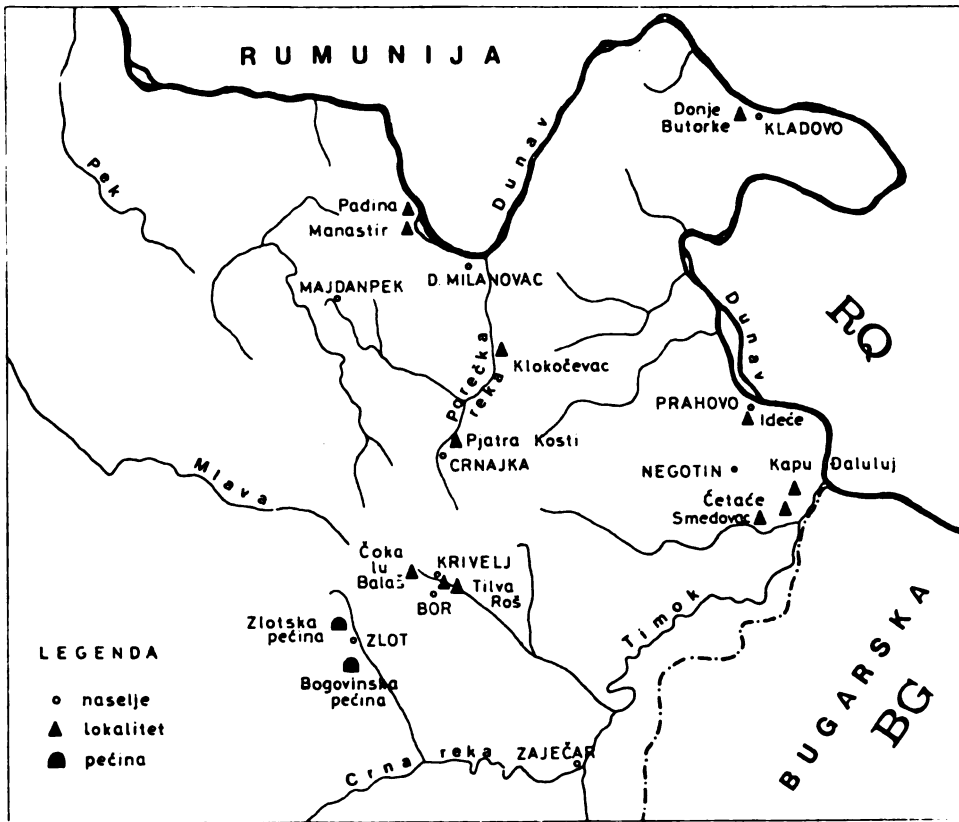 RUMUNIJA
Donje
Butorke
KLADOVO
Pek
Dunav
Padina
Manastir
D. MILANOVAC
MAJDANPEK
RQ
Dunav
Porečka
reka
Klokočevac
PRAHOVO
Ideće
Pjatra Kosti
CRNAJKA
NEGOTIN
Kapu Đaluluj
Ćetaće
Smedovac
Mlava
Čoka
lu
Balaš
KRIVELJ
BOR
Tilva
Roš
Timok
Zlotska
pećina
ZLOT
Bogovinska
pećina
BUGARSKA
BG
LEGENDA
naselje
lokalitet
pećina
Crna reka
ZAJEČAR